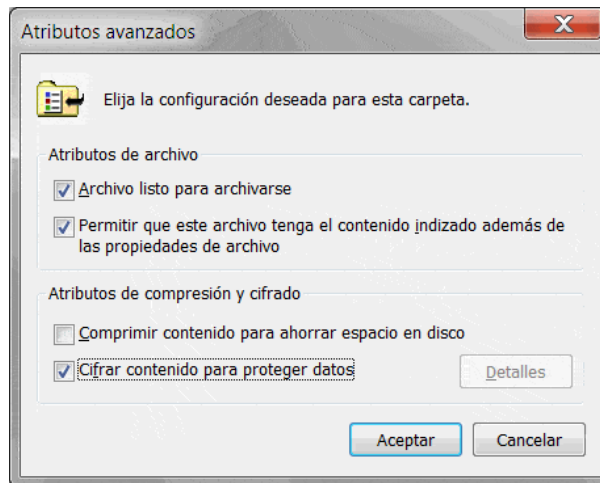 Atributos avanzados
Elija la configuración deseada para esta carpeta.
Atributos de archivo
Archivo listo para archivarse
Permitir que este archivo tenga el contenido indizado además de
las propiedades de archivo
Atributos de compresión y cifrado
Comprimir contenido para ahorrar espacio en disco
Cifrar contenido para proteger datos
Detalles
Aceptar
Cancelar